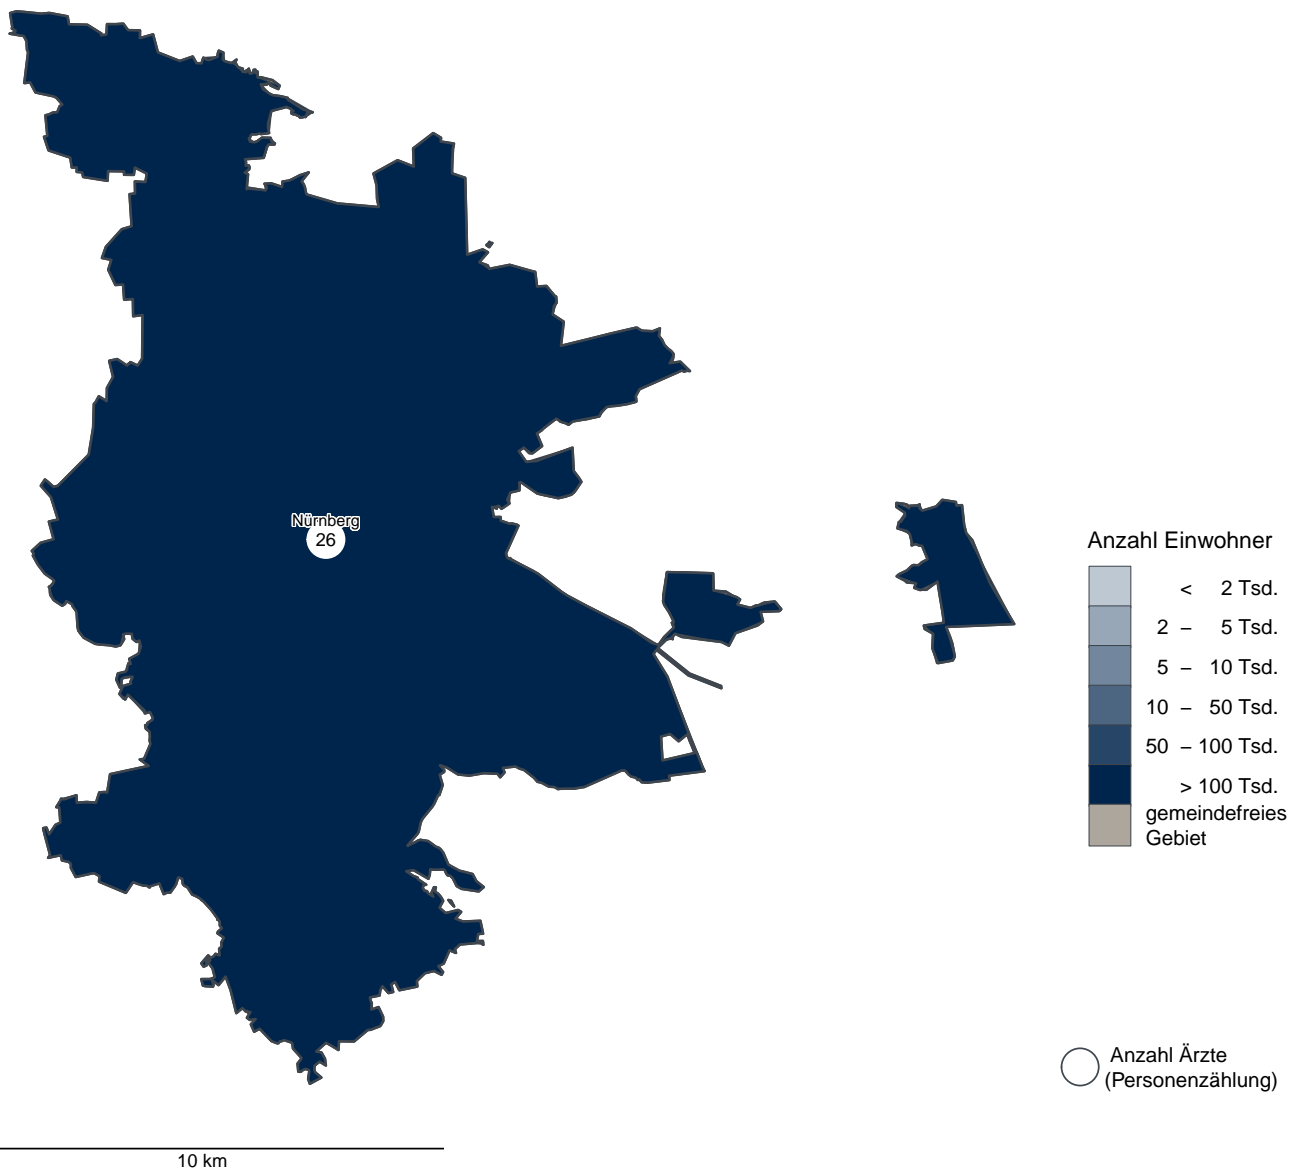 Nürnberg
26
Anzahl Einwohner
< 2 Tsd.
2 – 5 Tsd.
5 – 10 Tsd.
10 – 50 Tsd.
50 – 100 Tsd.
> 100 Tsd.
gemeindefreies
Gebiet
Anzahl Ärzte
(Personenzählung)
10 km